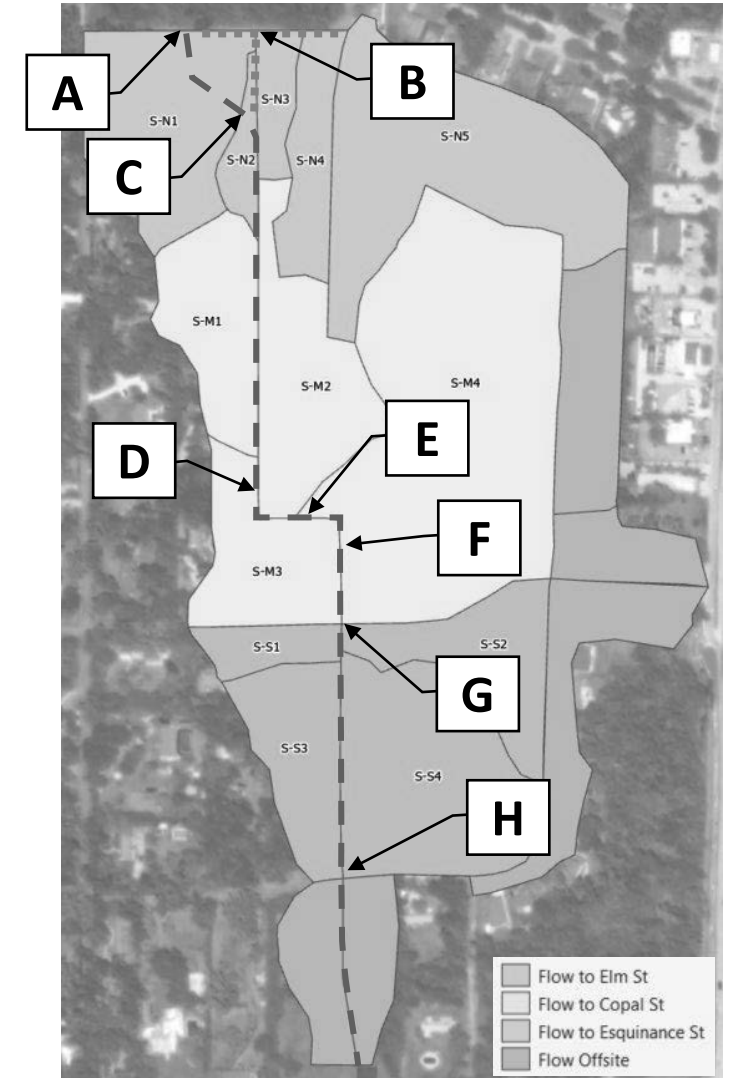 A
B
S-N3
S-N1
S-N5
C
S-N2
S-N4
S-M1
S-M2
S-M4
D
E
F
S-M3
S-S1
S-S2
G
S-S3
S-S4
H
Flow to Elm St
Flow to Copal St
Flow to Esquinance St
Flow Offsite